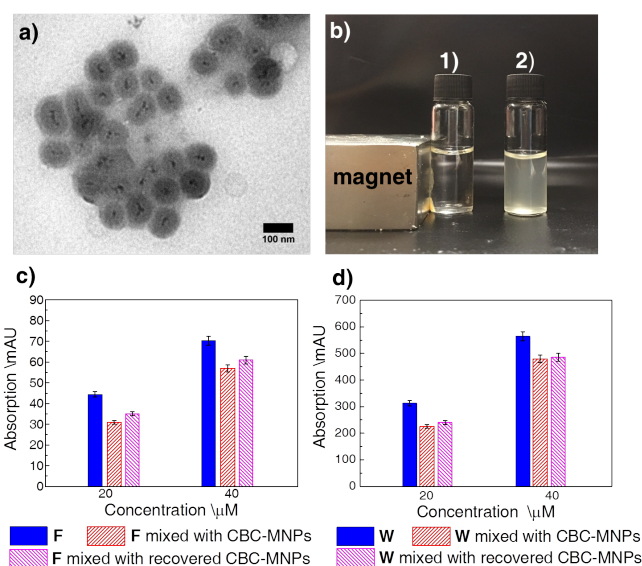 a)
100 nm
b)
1)
2)
magnet
c)
Absorption \mAU
90
80
70
60
50
40
30
20
10
0
20
40
Concentration \μM
F
F mixed with CBC-MNPs
F mixed with recovered CBC-MNPs
d)
Absorption \mAU
700
600
500
400
300
200
100
0
20
40
Concentration \μM
W
W mixed with CBC-MNPs
W mixed with recovered CBC-MNPs